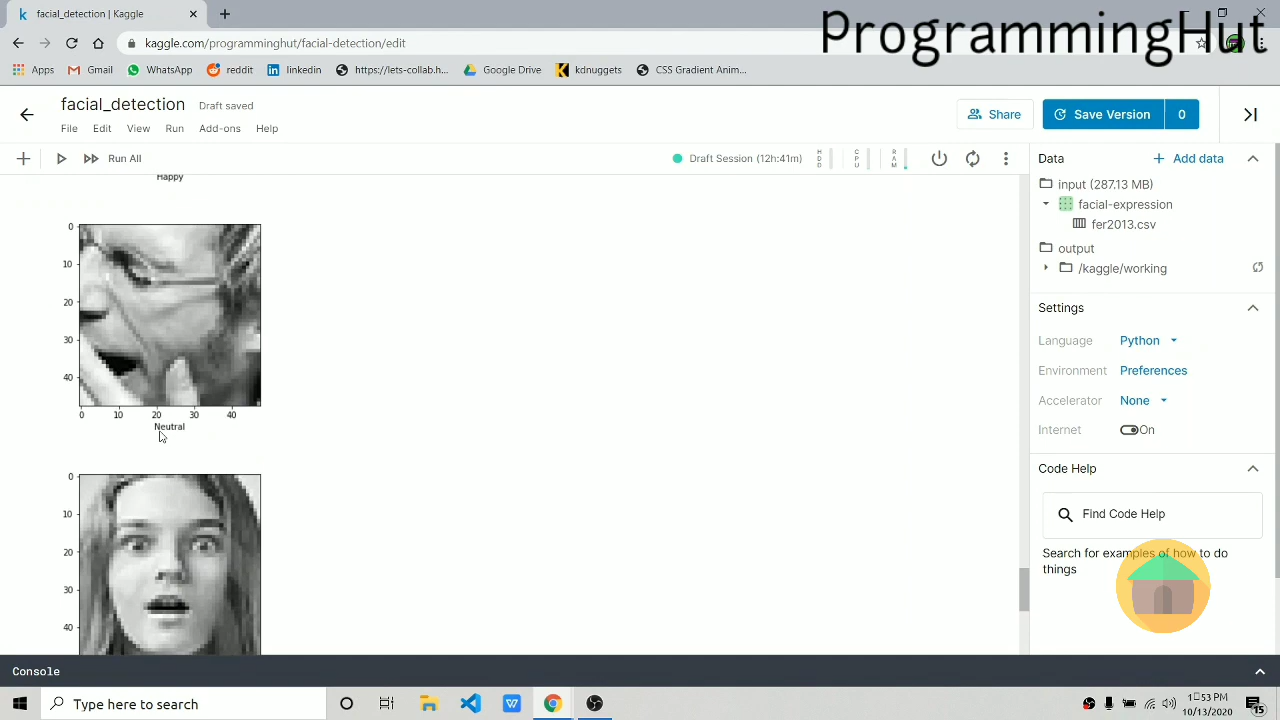 facial_detection | Kaggle
ProgrammingHut
kaggle.com/programminghut/facial-detection/edit
Apps Gmail WhatsApp reddit linkedin https://lets-collab.h... Google Drive kdnuggets CSS Gradient Anim...
facial_detection Draft saved
File Edit View Run Add-ons Help
Share
Save Version 0
Run All
Draft Session (12h:41m)
HDD
CPU
RAM
Happy
0
10
20
30
40
0 10 20 30 40
Neutral
0
10
20
30
40
Data
Add data
input (287.13 MB)
facial-expression
fer2013.csv
output
/kaggle/working
Settings
Language Python
Environment Preferences
Accelerator None
Internet On
Code Help
Find Code Help
Search for examples of how to do
things
Console
Type here to search
10/13/2020
15